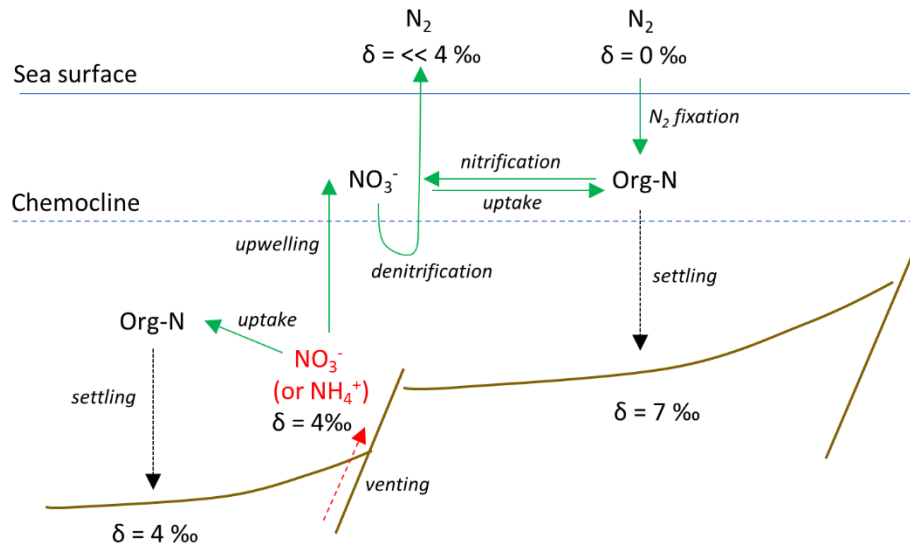 N₂
δ = << 4 ‰
N₂
δ = 0 ‰
Sea surface
N₂ fixation
nitrification
NO₃⁻
Org-N
uptake
Chemocline
upwelling
denitrification
settling
Org-N
uptake
NO₃⁻
(or NH₄⁺)
settling
δ = 4‰
δ = 7 ‰
venting
δ = 4 ‰